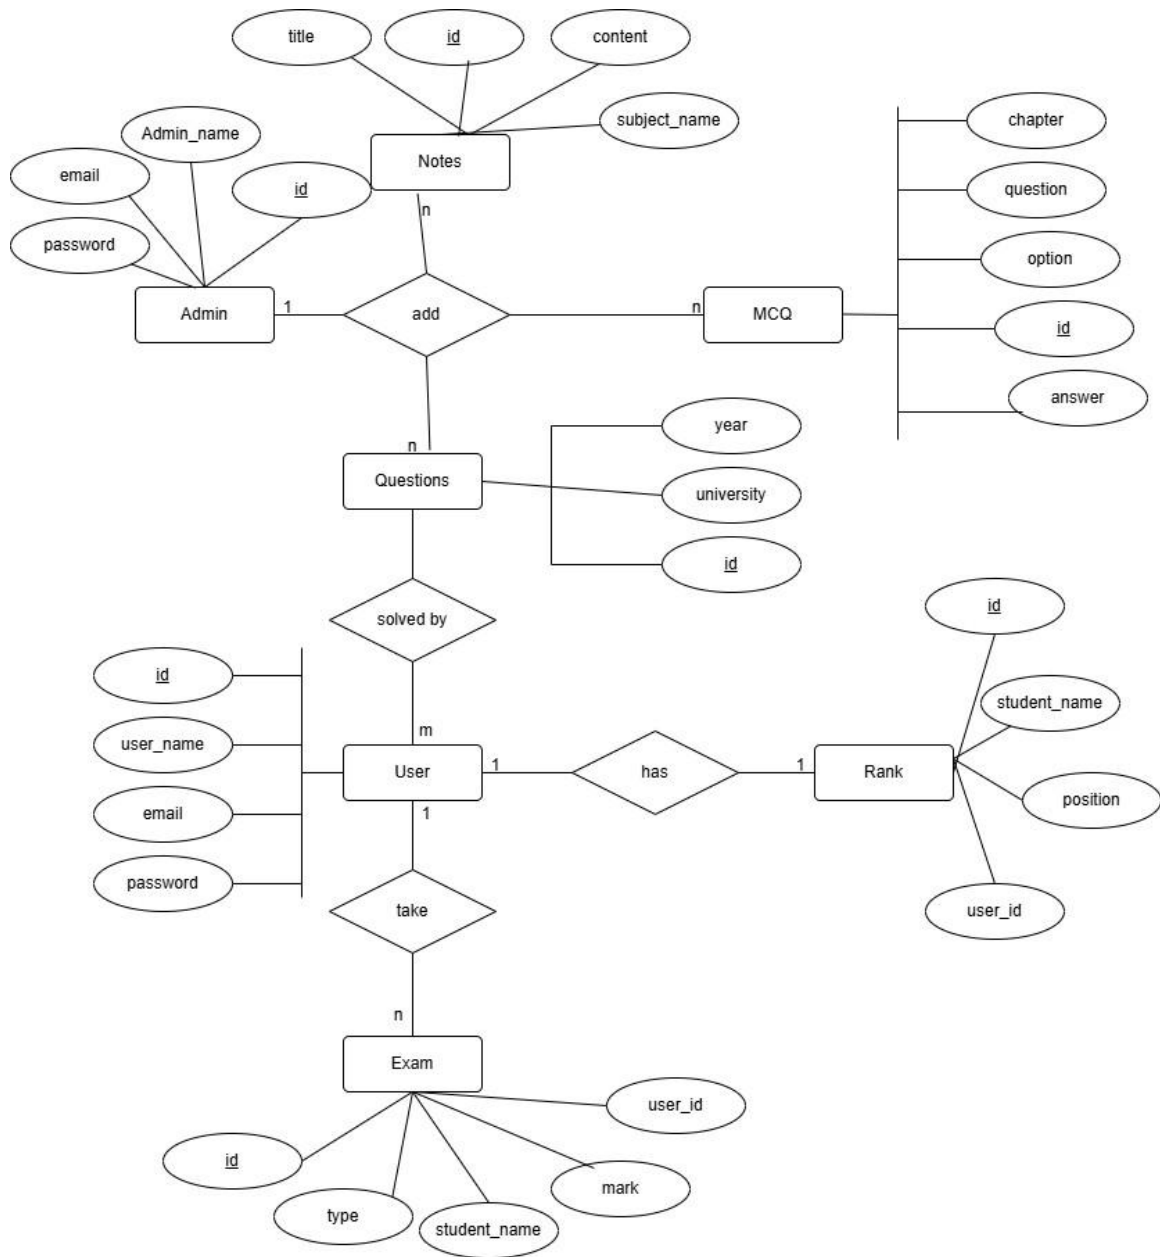 title
id
content
subject_name
Notes
Admin_name
email
id
password
chapter
question
option
id
answer
n
Admin
1
add
n
MCQ
n
Questions
year
university
id
solved by
id
user_name
email
password
m
User
1
has
1
Rank
id
student_name
position
user_id
1
take
n
Exam
user_id
id
mark
type
student_name